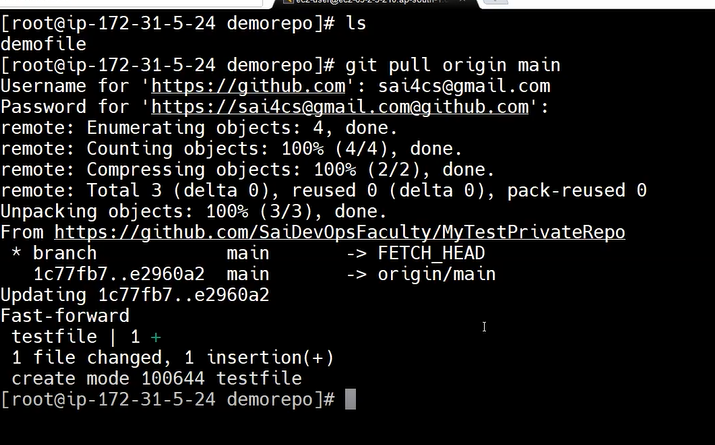 [root@ip-172-31-5-24 demorepo]# ls
demofile
[root@ip-172-31-5-24 demorepo]# git pull origin main
Username for 'https://github.com': sai4cs@gmail.com
Password for 'https://sai4cs@gmail.com@github.com':
remote: Enumerating objects: 4, done.
remote: Counting objects: 100% (4/4), done.
remote: Compressing objects: 100% (2/2), done.
remote: Total 3 (delta 0), reused 0 (delta 0), pack-reused 0
Unpacking objects: 100% (3/3), done.
From https://github.com/SaiDevOpsFaculty/MyTestPrivateRepo
 * branch            main       -> FETCH_HEAD
   1c77fb7..e2960a2  main       -> origin/main
Updating 1c77fb7..e2960a2
Fast-forward
 testfile | 1 +
 1 file changed, 1 insertion(+)
 create mode 100644 testfile
[root@ip-172-31-5-24 demorepo]#